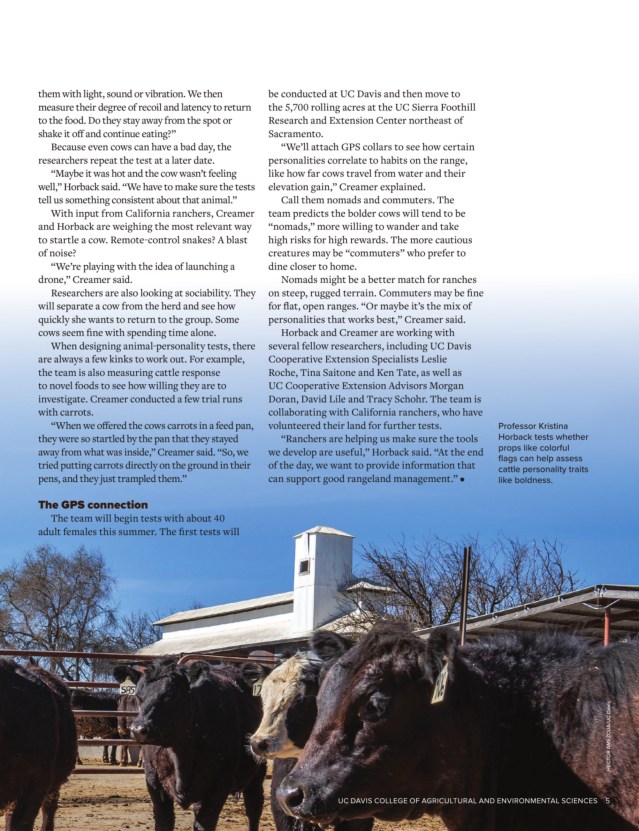 them with light, sound or vibration. We then
measure their degree of recoil and latency to return
to the food. Do they stay away from the spot or
shake it off and continue eating?”
Because even cows can have a bad day, the
researchers repeat the test at a later date.
“Maybe it was hot and the cow wasn’t feeling
well,” Horback said. “We have to make sure the tests
tell us something consistent about that animal.”
With input from California ranchers, Creamer
and Horback are weighing the most relevant way
to startle a cow. Remote-control snakes? A blast
of noise?
“We’re playing with the idea of launching a
drone,” Creamer said.
Researchers are also looking at sociability. They
will separate a cow from the herd and see how
quickly she wants to return to the group. Some
cows seem fine with spending time alone.
When designing animal-personality tests, there
are always a few kinks to work out. For example,
the team is also measuring cattle response
to novel foods to see how willing they are to
investigate. Creamer conducted a few trial runs
with carrots.
“When we offered the cows carrots in a feed pan,
they were so startled by the pan that they stayed
away from what was inside,” Creamer said. “So, we
tried putting carrots directly on the ground in their
pens, and they just trampled them.”
The GPS connection
The team will begin tests with about 40
adult females this summer. The first tests will
be conducted at UC Davis and then move to
the 5,700 rolling acres at the UC Sierra Foothill
Research and Extension Center northeast of
Sacramento.
“We’ll attach GPS collars to see how certain
personalities correlate to habits on the range,
like how far cows travel from water and their
elevation gain,” Creamer explained.
Call them nomads and commuters. The
team predicts the bolder cows will tend to be
“nomads,” more willing to wander and take
high risks for high rewards. The more cautious
creatures may be “commuters” who prefer to
dine closer to home.
Nomads might be a better match for ranches
on steep, rugged terrain. Commuters may be fine
for flat, open ranges. “Or maybe it’s the mix of
personalities that works best,” Creamer said.
Horback and Creamer are working with
several fellow researchers, including UC Davis
Cooperative Extension Specialists Leslie
Roche, Tina Saitone and Ken Tate, as well as
UC Cooperative Extension Advisors Morgan
Doran, David Lile and Tracy Schohr. The team is
collaborating with California ranchers, who have
volunteered their land for further tests.
“Ranchers are helping us make sure the tools
we develop are useful,” Horback said. “At the end
of the day, we want to provide information that
can support good rangeland management.” •
Professor Kristina
Horback tests whether
props like colorful
flags can help assess
cattle personality traits
like boldness.
UC DAVIS COLLEGE OF AGRICULTURAL AND ENVIRONMENTAL SCIENCES 5